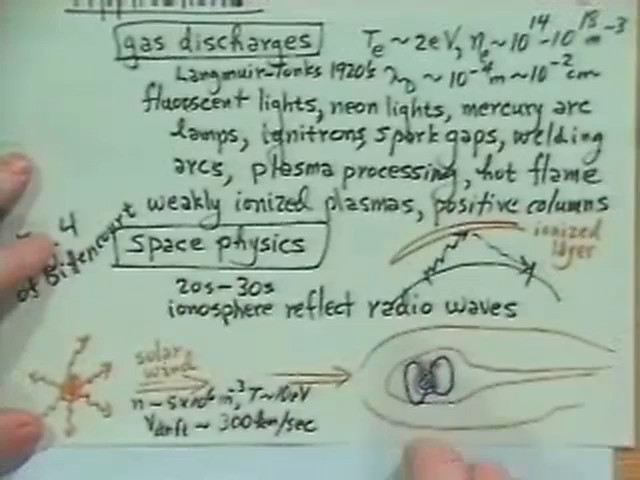 gas discharges Te ~ 2eV, ne ~ 10^14 - 10^18 m^-3
Langmuir-Tonks 1920's λD ~ 10^-4 m ~ 10^-2 cm
fluorescent lights, neon lights, mercury arc
lamps, ignitrons, spark gaps, welding
arcs, plasma processing, hot flame
weakly ionized plasmas, positive columns
of Bittencourt
space physics
ionized
layer
20s-30s
ionosphere reflect radio waves
solar
wind
n ~ 5x10^6 m^-3, T ~ 10eV
Vdrift ~ 300 km/sec